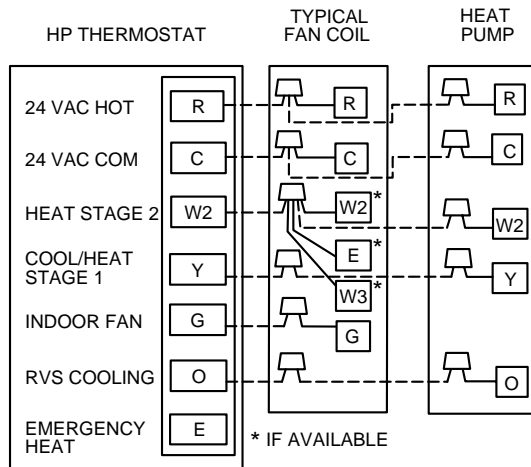 HP THERMOSTAT
TYPICAL
FAN COIL
HEAT
PUMP
24 VAC HOT R R R
24 VAC COM C C C
HEAT STAGE 2 W2 W2 * W2
E *
COOL/HEAT
STAGE 1 Y Y
W3 *
INDOOR FAN G G
RVS COOLING O O
EMERGENCY
HEAT E
* IF AVAILABLE